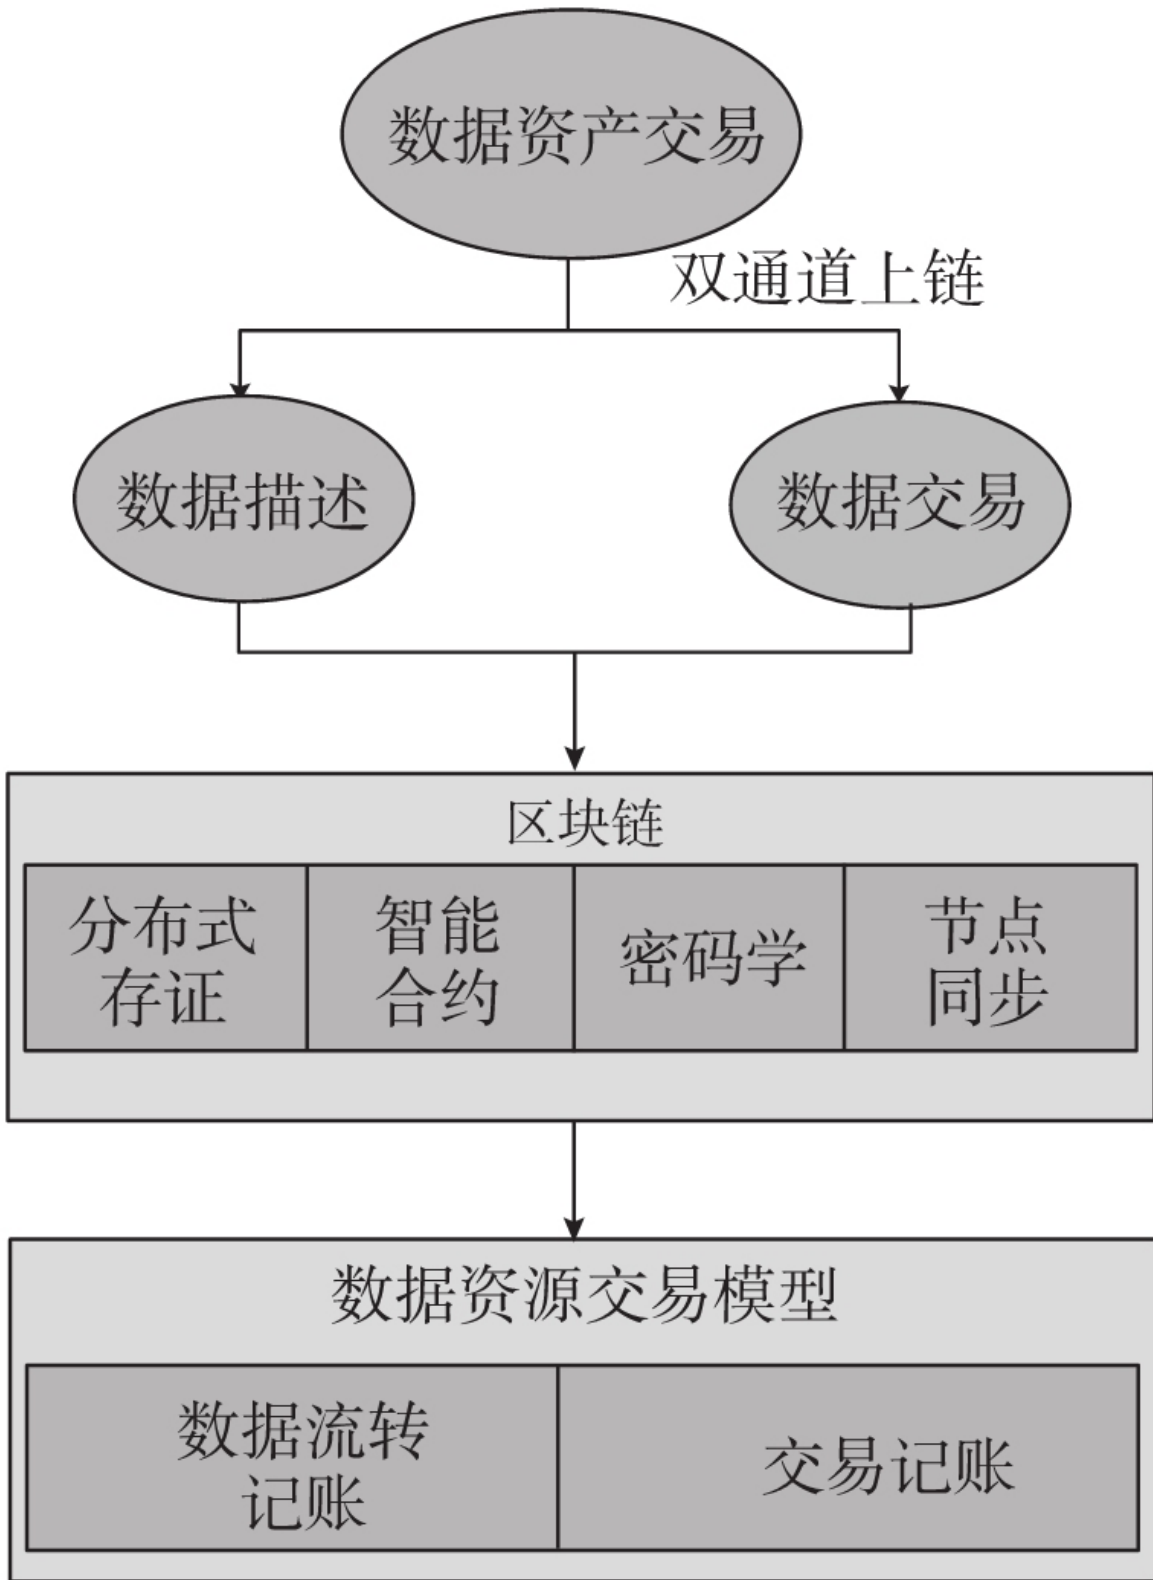 数据资产交易
双通道上链
数据描述
数据交易
区块链
分布式
存证
智能
合约
密码学
节点
同步
数据资源交易模型
数据流转
记账
交易记账